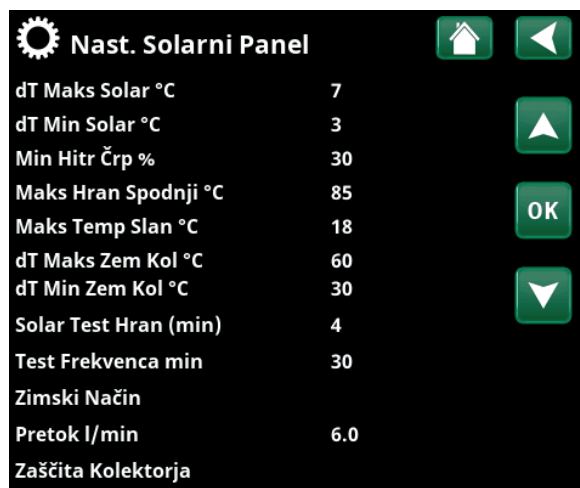 Nast. Solarni Panel
dT Maks Solar °C 7
dT Min Solar °C 3
Min Hitr Črp % 30
Maks Hran Spodnji °C 85
Maks Temp Slan °C 18
dT Maks Zem Kol °C 60
dT Min Zem Kol °C 30
Solar Test Hran (min) 4
Test Frekvenca min 30
Zimski Način
Pretok l/min 6.0
Zaščita Kolektorja
OK